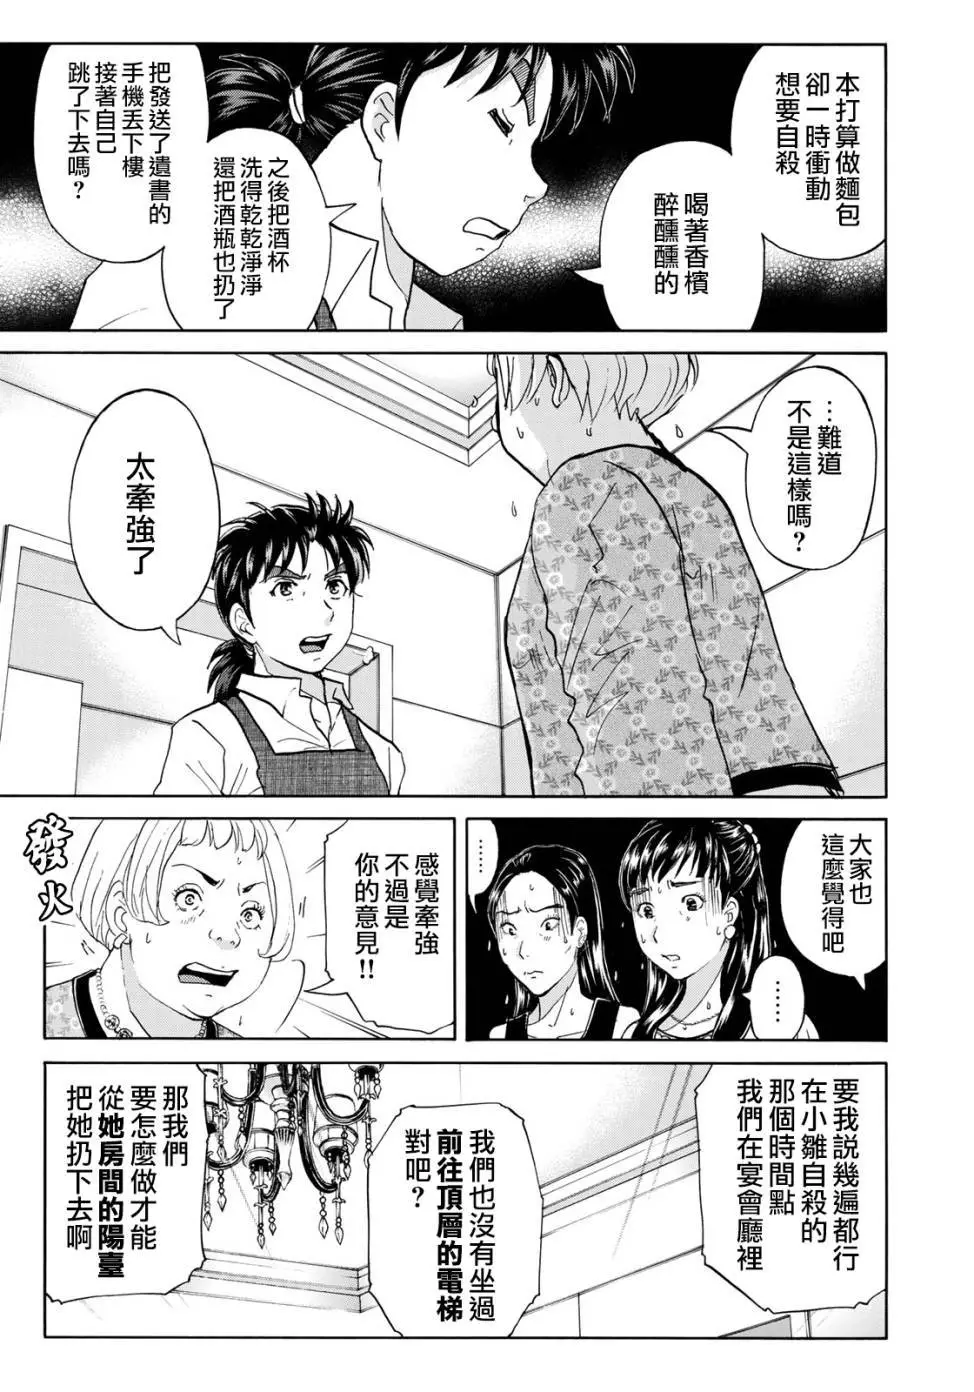 本打算做麵包
卻一時衝動
想要自殺
喝著香檳
醉醺醺的
之後把酒杯
洗得乾乾淨淨
還把酒瓶也扔了
把發送了遺書的
手機丟下樓
接著自己
跳了下去嗎？
…難道
不是這樣嗎？
太牽強了
大家也
這麼覺得吧
……
……
感覺牽強
不過是
你的意見!!
發火
要我説幾遍都行
在小雛自殺的
那個時間點
我們在宴會廳裡
我們也沒有坐過
前往頂層的電梯
對吧？
那我們
要怎麼做才能
從她房間的陽臺
把她扔下去啊